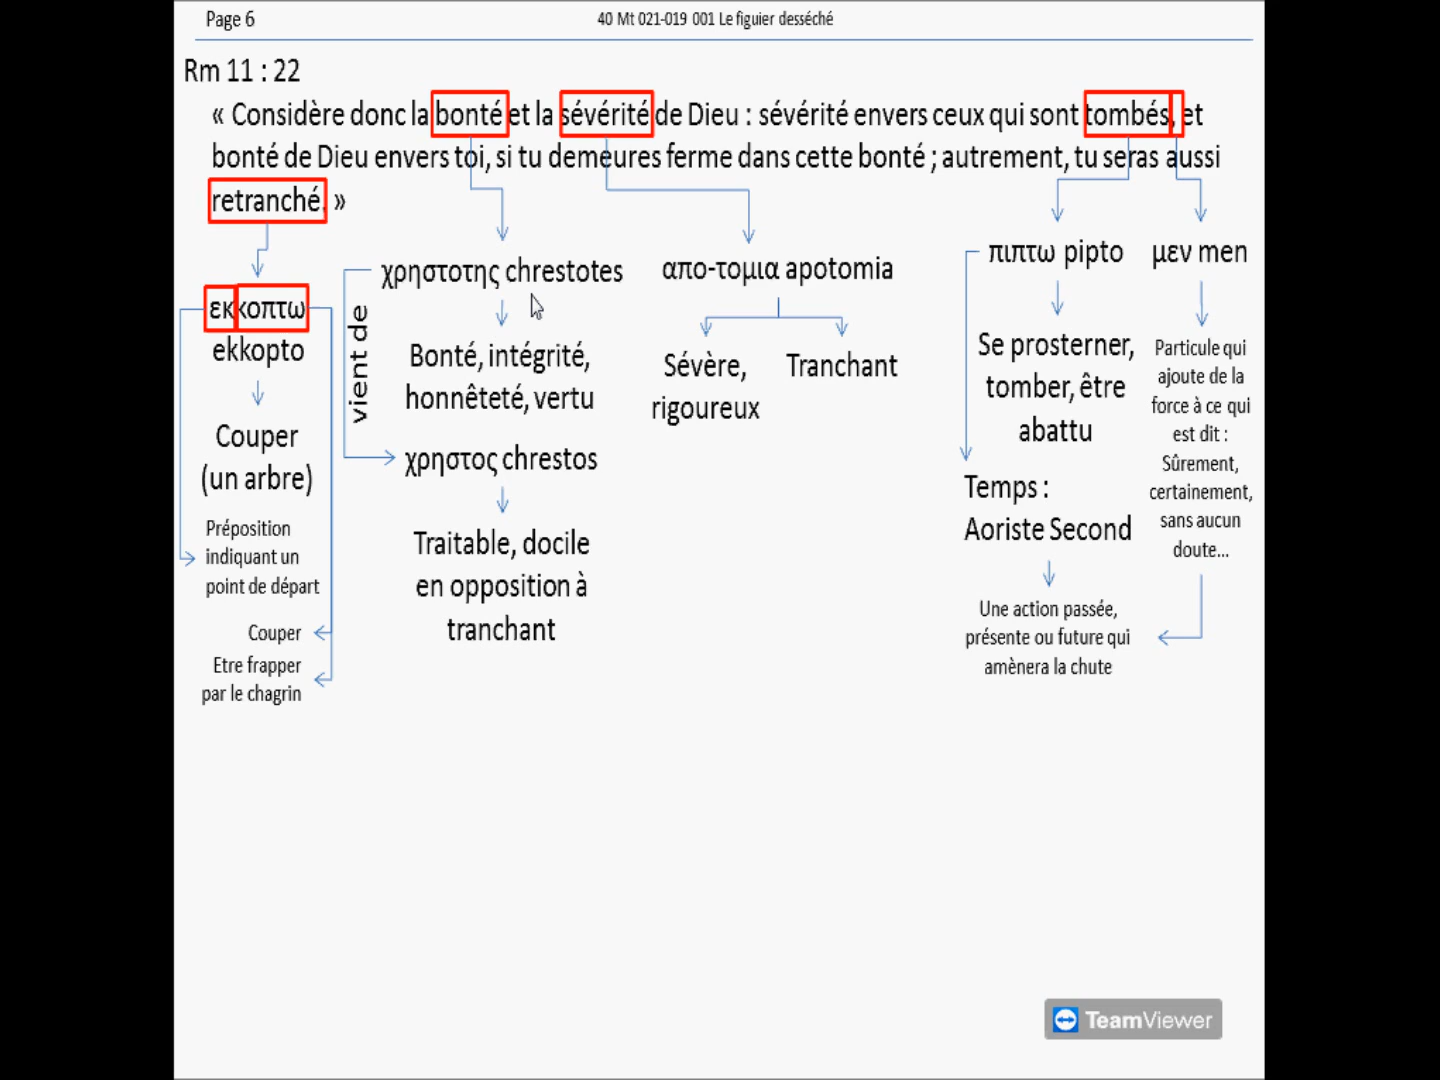 Page 6
40 Mt 021-019 001 Le figuier desséché
Rm 11 : 22
« Considère donc la bonté et la sévérité de Dieu : sévérité envers ceux qui sont tombés, et
bonté de Dieu envers toi, si tu demeures ferme dans cette bonté ; autrement, tu seras aussi
retranché. »
εκκοπτω
ekkopto
Couper
(un arbre)
Préposition
indiquant un
point de départ
Couper
Etre frapper
par le chagrin
vient de
χρηστοτης chrestotes
Bonté, intégrité,
honnêteté, vertu
χρηστος chrestos
Traitable, docile
en opposition à
tranchant
απο-τομια apotomia
Sévère,
rigoureux
Tranchant
πιπτω pipto
Se prosterner,
tomber, être
abattu
Temps :
Aoriste Second
Une action passée,
présente ou future qui
amènera la chute
μεν men
Particule qui
ajoute de la
force à ce qui
est dit :
Sûrement,
certainement,
sans aucun
doute...
TeamViewer